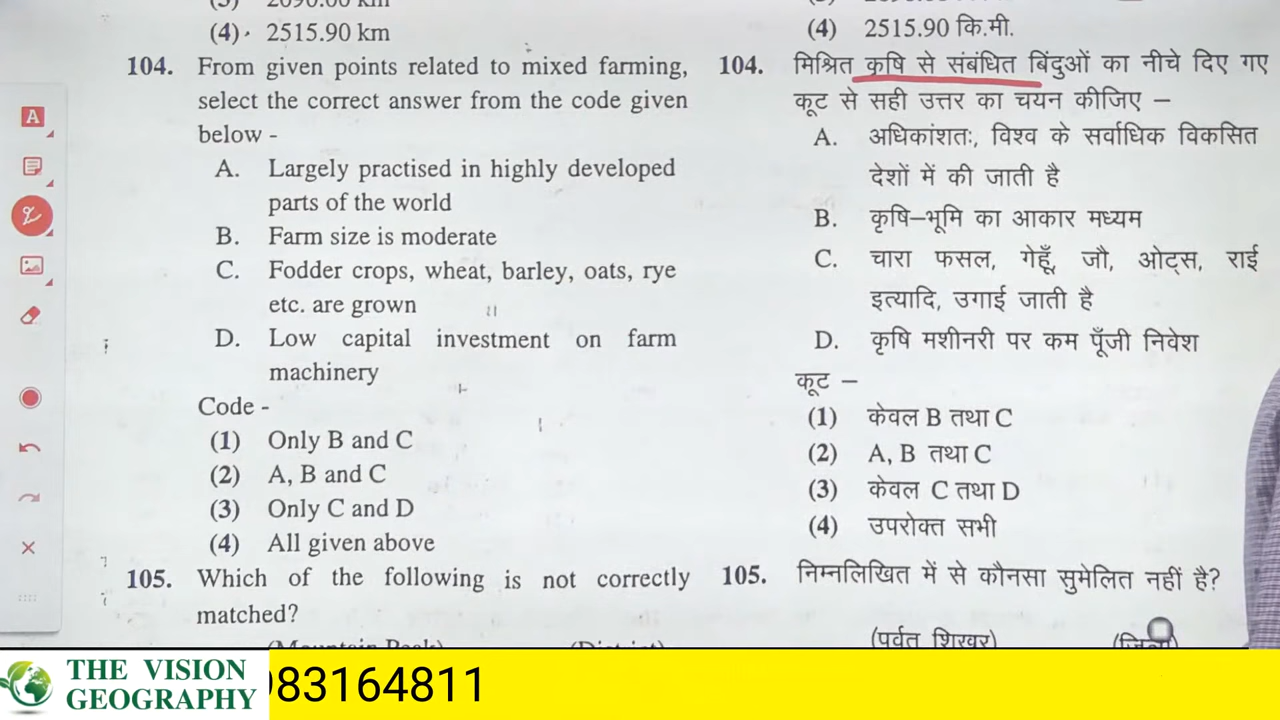 (4) 2515.90 km
104. From given points related to mixed farming,
select the correct answer from the code given
below -
A. Largely practised in highly developed
parts of the world
B. Farm size is moderate
C. Fodder crops, wheat, barley, oats, rye
etc. are grown
D. Low capital investment on farm
machinery
Code -
(1) Only B and C
(2) A, B and C
(3) Only C and D
(4) All given above
105. Which of the following is not correctly
matched?
(4) 2515.90 कि.मी.
104. मिश्रित कृषि से संबंधित बिंदुओं का नीचे दिए गए
कूट से सही उत्तर का चयन कीजिए –
A. अधिकांशतः, विश्व के सर्वाधिक विकसित
देशों में की जाती है
B. कृषि–भूमि का आकार मध्यम
C. चारा फसल, गेहूँ, जौ, ओट्स, राई
इत्यादि, उगाई जाती है
D. कृषि मशीनरी पर कम पूँजी निवेश
कूट –
(1) केवल B तथा C
(2) A, B तथा C
(3) केवल C तथा D
(4) उपरोक्त सभी
105. निम्नलिखित में से कौनसा सुमेलित नहीं है?
(पर्वत शिखर)
THE VISION
GEOGRAPHY
83164811